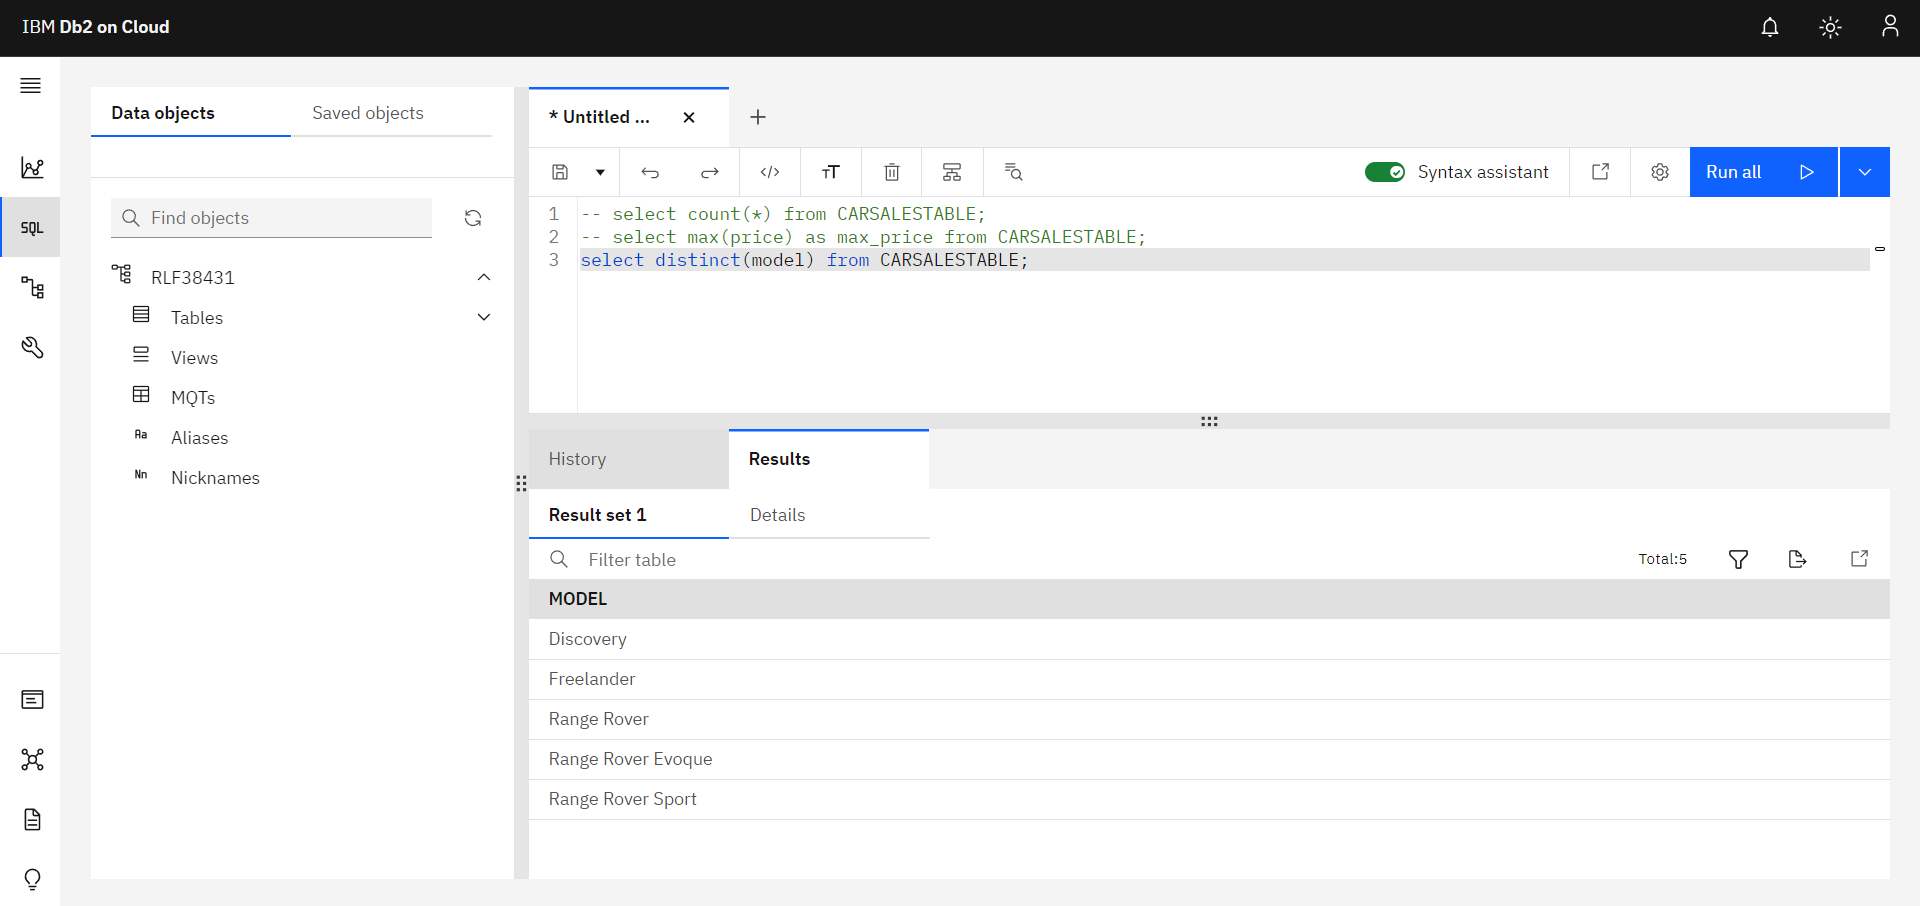 IBM Db2 on Cloud
Data objects
Saved objects
* Untitled ...
Syntax assistant
Run all
SQL
Find objects
1 -- select count(*) from CARSALESTABLE;
2 -- select max(price) as max_price from CARSALESTABLE;
3 select distinct(model) from CARSALESTABLE;
RLF38431
Tables
Views
MQTs
Aa Aliases
Nn Nicknames
History
Results
Result set 1
Details
Filter table
Total:5
MODEL
Discovery
Freelander
Range Rover
Range Rover Evoque
Range Rover Sport